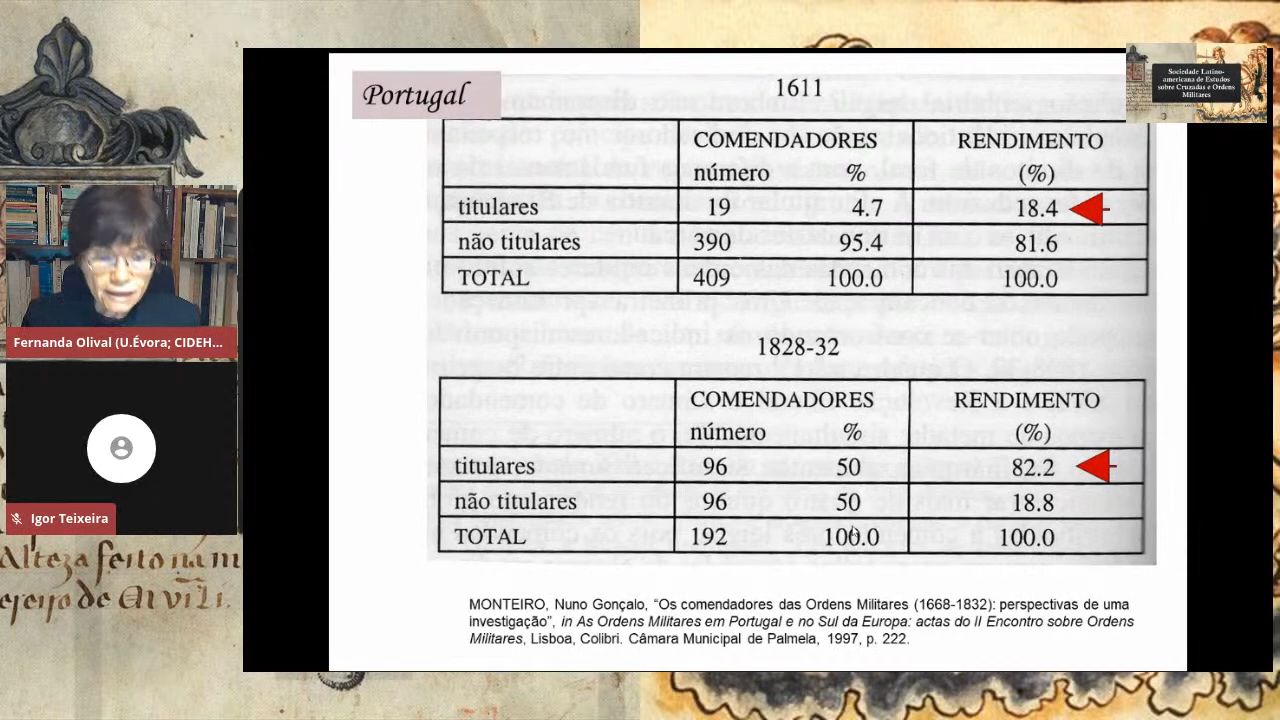 Portugal
1611
COMENDADORES RENDIMENTO
número % (%)
titulares 19 4.7 18.4
não titulares 390 95.4 81.6
TOTAL 409 100.0 100.0
1828-32
COMENDADORES RENDIMENTO
número % (%)
titulares 96 50 82.2
não titulares 96 50 18.8
TOTAL 192 100.0 100.0
MONTEIRO, Nuno Gonçalo, “Os comendadores das Ordens Militares (1668-1832): perspectivas de uma
investigação”, in As Ordens Militares em Portugal e no Sul da Europa: actas do II Encontro sobre Ordens
Militares, Lisboa, Colibri. Câmara Municipal de Palmela, 1997, p. 222.
Sociedade Latino-
americana de Estudos
sobre Cruzadas e Ordens
Militares
Fernanda Olival (U.Évora; CIDEH...
Igor Teixeira
Alteza feito na